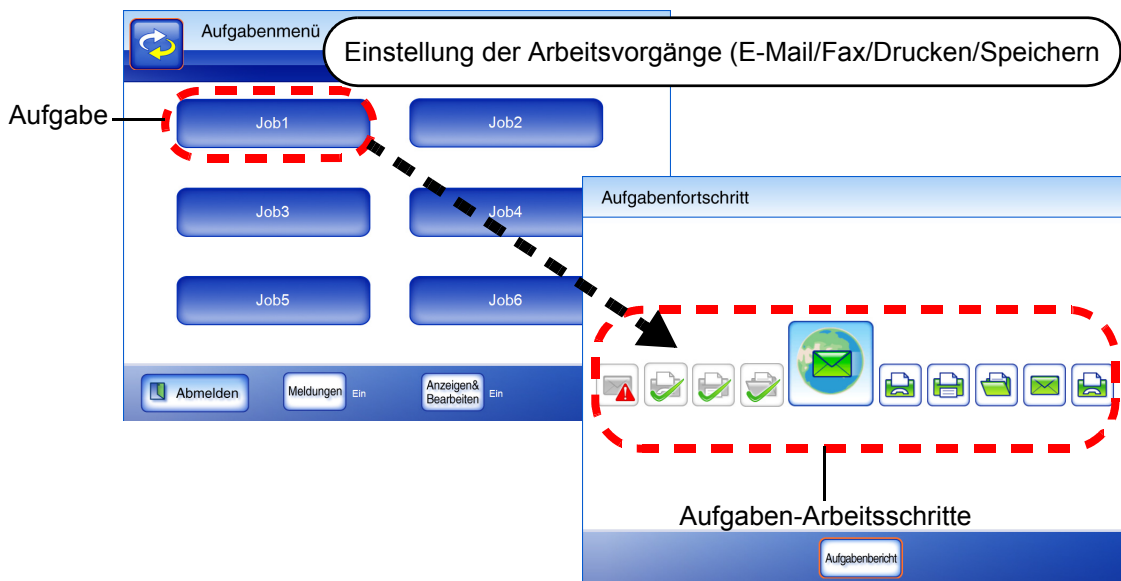 Aufgabenmenü
Einstellung der Arbeitsvorgänge (E-Mail/Fax/Drucken/Speichern
Aufgabe
Job1
Job2
Job3
Job4
Job5
Job6
Abmelden
Meldungen
Ein
Anzeigen&
Bearbeiten
Ein
Aufgabenfortschritt
Aufgaben-Arbeitsschritte
Aufgabenbericht